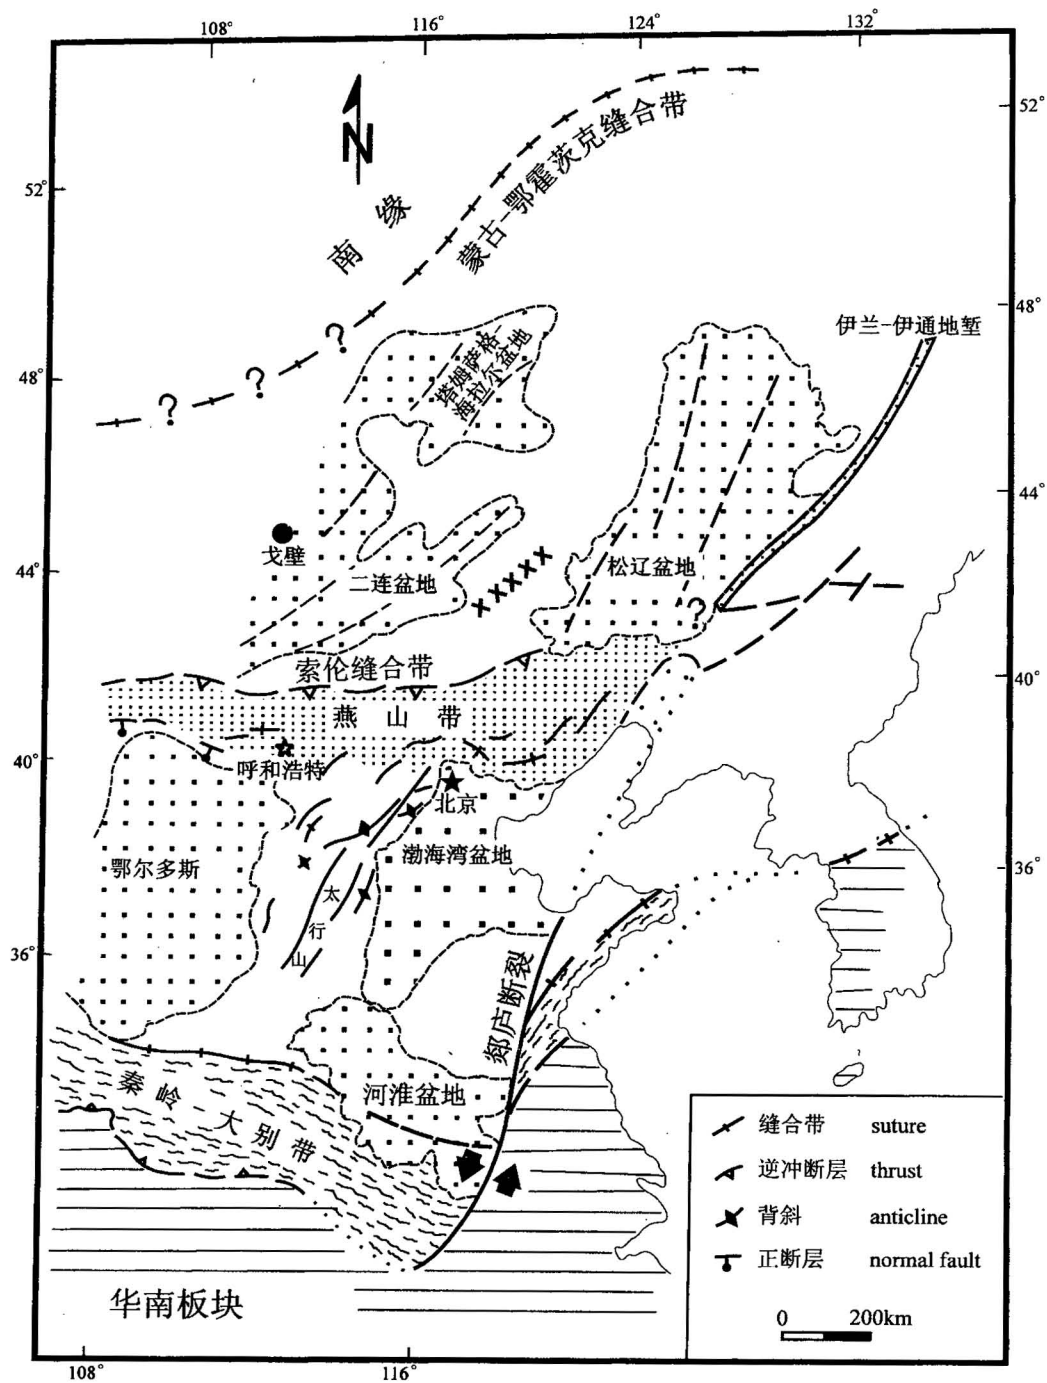 108° 116° 124° 132°
52°
52°
N
南缘
蒙古-鄂霍茨克缝合带
48°
伊兰-伊通地堑
?
?
?
塔姆萨格-
海拉尔盆地
48°
44°
戈壁
二连盆地
松辽盆地
44°
?
索伦缝合带
40°
燕山带
40°
呼和浩特
北京
渤海湾盆地
鄂尔多斯
36°
太行山
36°
郯庐断裂
秦岭大别带
河淮盆地
缝合带 suture
逆冲断层 thrust
背斜 anticline
正断层 normal fault
华南板块
0 200km
108° 116°